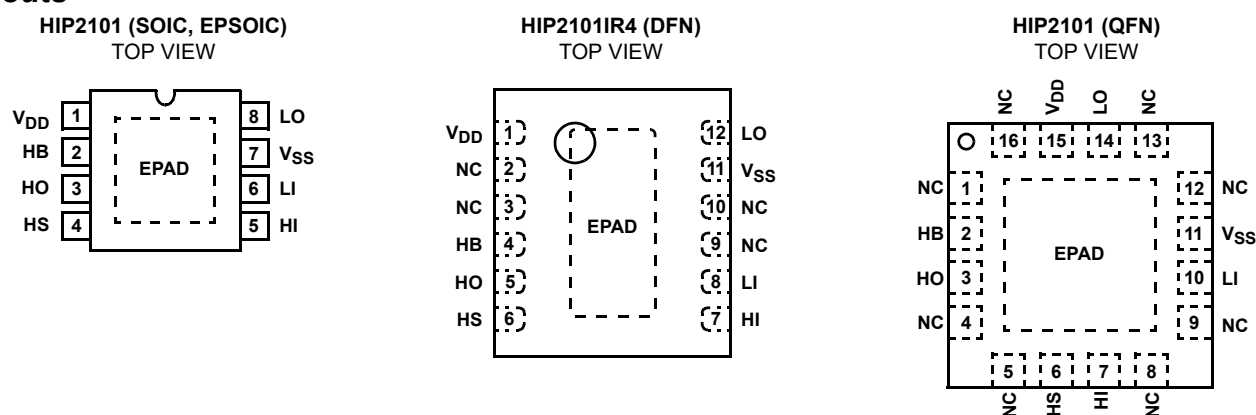 HIP2101 (SOIC, EPSOIC)
TOP VIEW
VDD 1
HB 2
HO 3
HS 4
EPAD
8 LO
7 VSS
6 LI
5 HI
HIP2101IR4 (DFN)
TOP VIEW
VDD 1
NC 2
NC 3
HB 4
HO 5
HS 6
EPAD
12 LO
11 VSS
10 NC
9 NC
8 LI
7 HI
HIP2101 (QFN)
TOP VIEW
NC VDD LO NC
16 15 14 13
NC 1
HB 2
HO 3
NC 4
EPAD
12 NC
11 VSS
10 LI
9 NC
5 6 7 8
NC HS HI NC